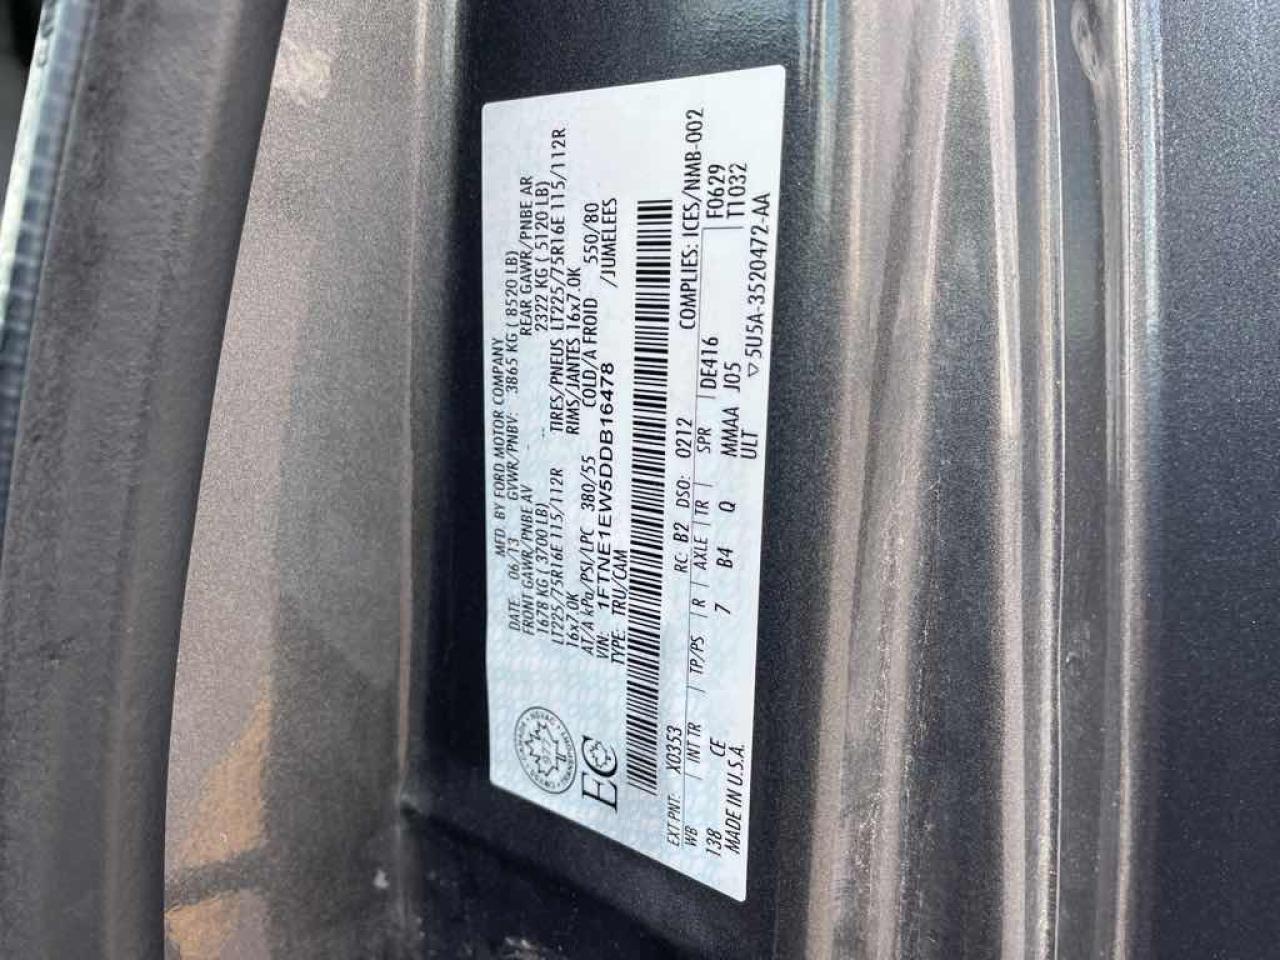 MFD. BY FORD MOTOR COMPANY
DATE: 06/13 GVWR/PNBV: 3865 KG ( 8520 LB)
FRONT GAWR/PNBE AV REAR GAWR/PNBE AR
1678 KG ( 3700 LB) 2322 KG ( 5120 LB)
LT225/75R16E 115/112R TIRES/PNEUS LT225/75R16E 115/112R
16x7.0K RIMS/JANTES 16x7.0K
AT/A kPa/PSI/LPC 380/55 COLD/A FROID 550/80
VIN: 1FTNE1EW5DDB16478 /JUMELEES
TYPE: TRU/CAM
EC
EXT PNT: X0353 RC: B2 DSO: 0212 COMPLIES: ICES/NMB-002
WB INT TR TP/PS R AXLE TR SPR DE416 F0629
138 CE 7 B4 Q MMAA J05 T1032
MADE IN U.S.A. ULT ▽5U5A-3520472-AA